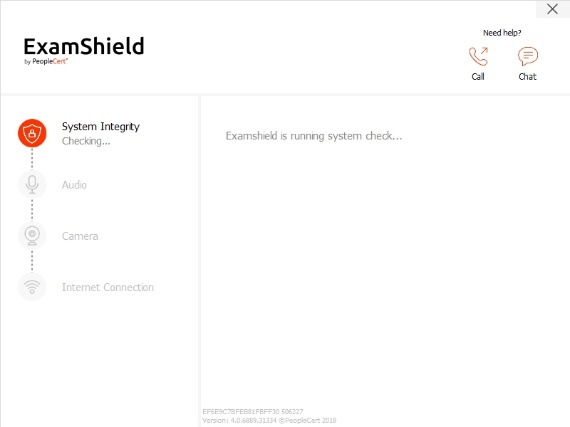 Need help?
ExamShield
by PeopleCert
Call
Chat
System Integrity
Checking...
Examshield is running system check...
Audio
Camera
Internet Connection
EF6E9C7BFEB81FBFF30 506227
Version: 4.0.6889.31334 ©PeopleCert 2018